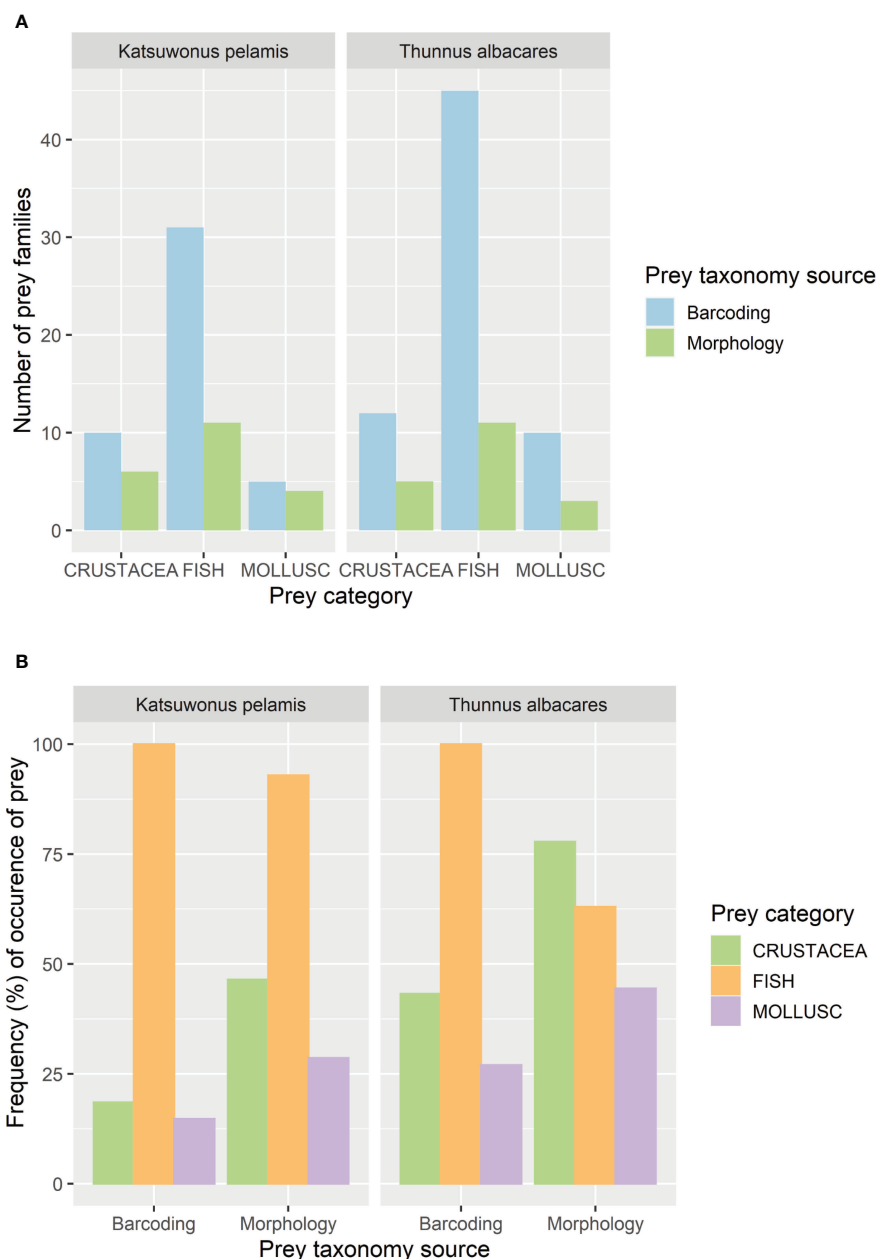 A
Katsuwonus pelamis
Thunnus albacares
Number of prey families
40
30
20
10
0
CRUSTACEA FISH MOLLUSC CRUSTACEA FISH MOLLUSC
Prey category
Prey taxonomy source
Barcoding
Morphology
B
Katsuwonus pelamis
Thunnus albacares
Frequency (%) of occurence of prey
100
75
50
25
0
Barcoding Morphology Barcoding Morphology
Prey taxonomy source
Prey category
CRUSTACEA
FISH
MOLLUSC